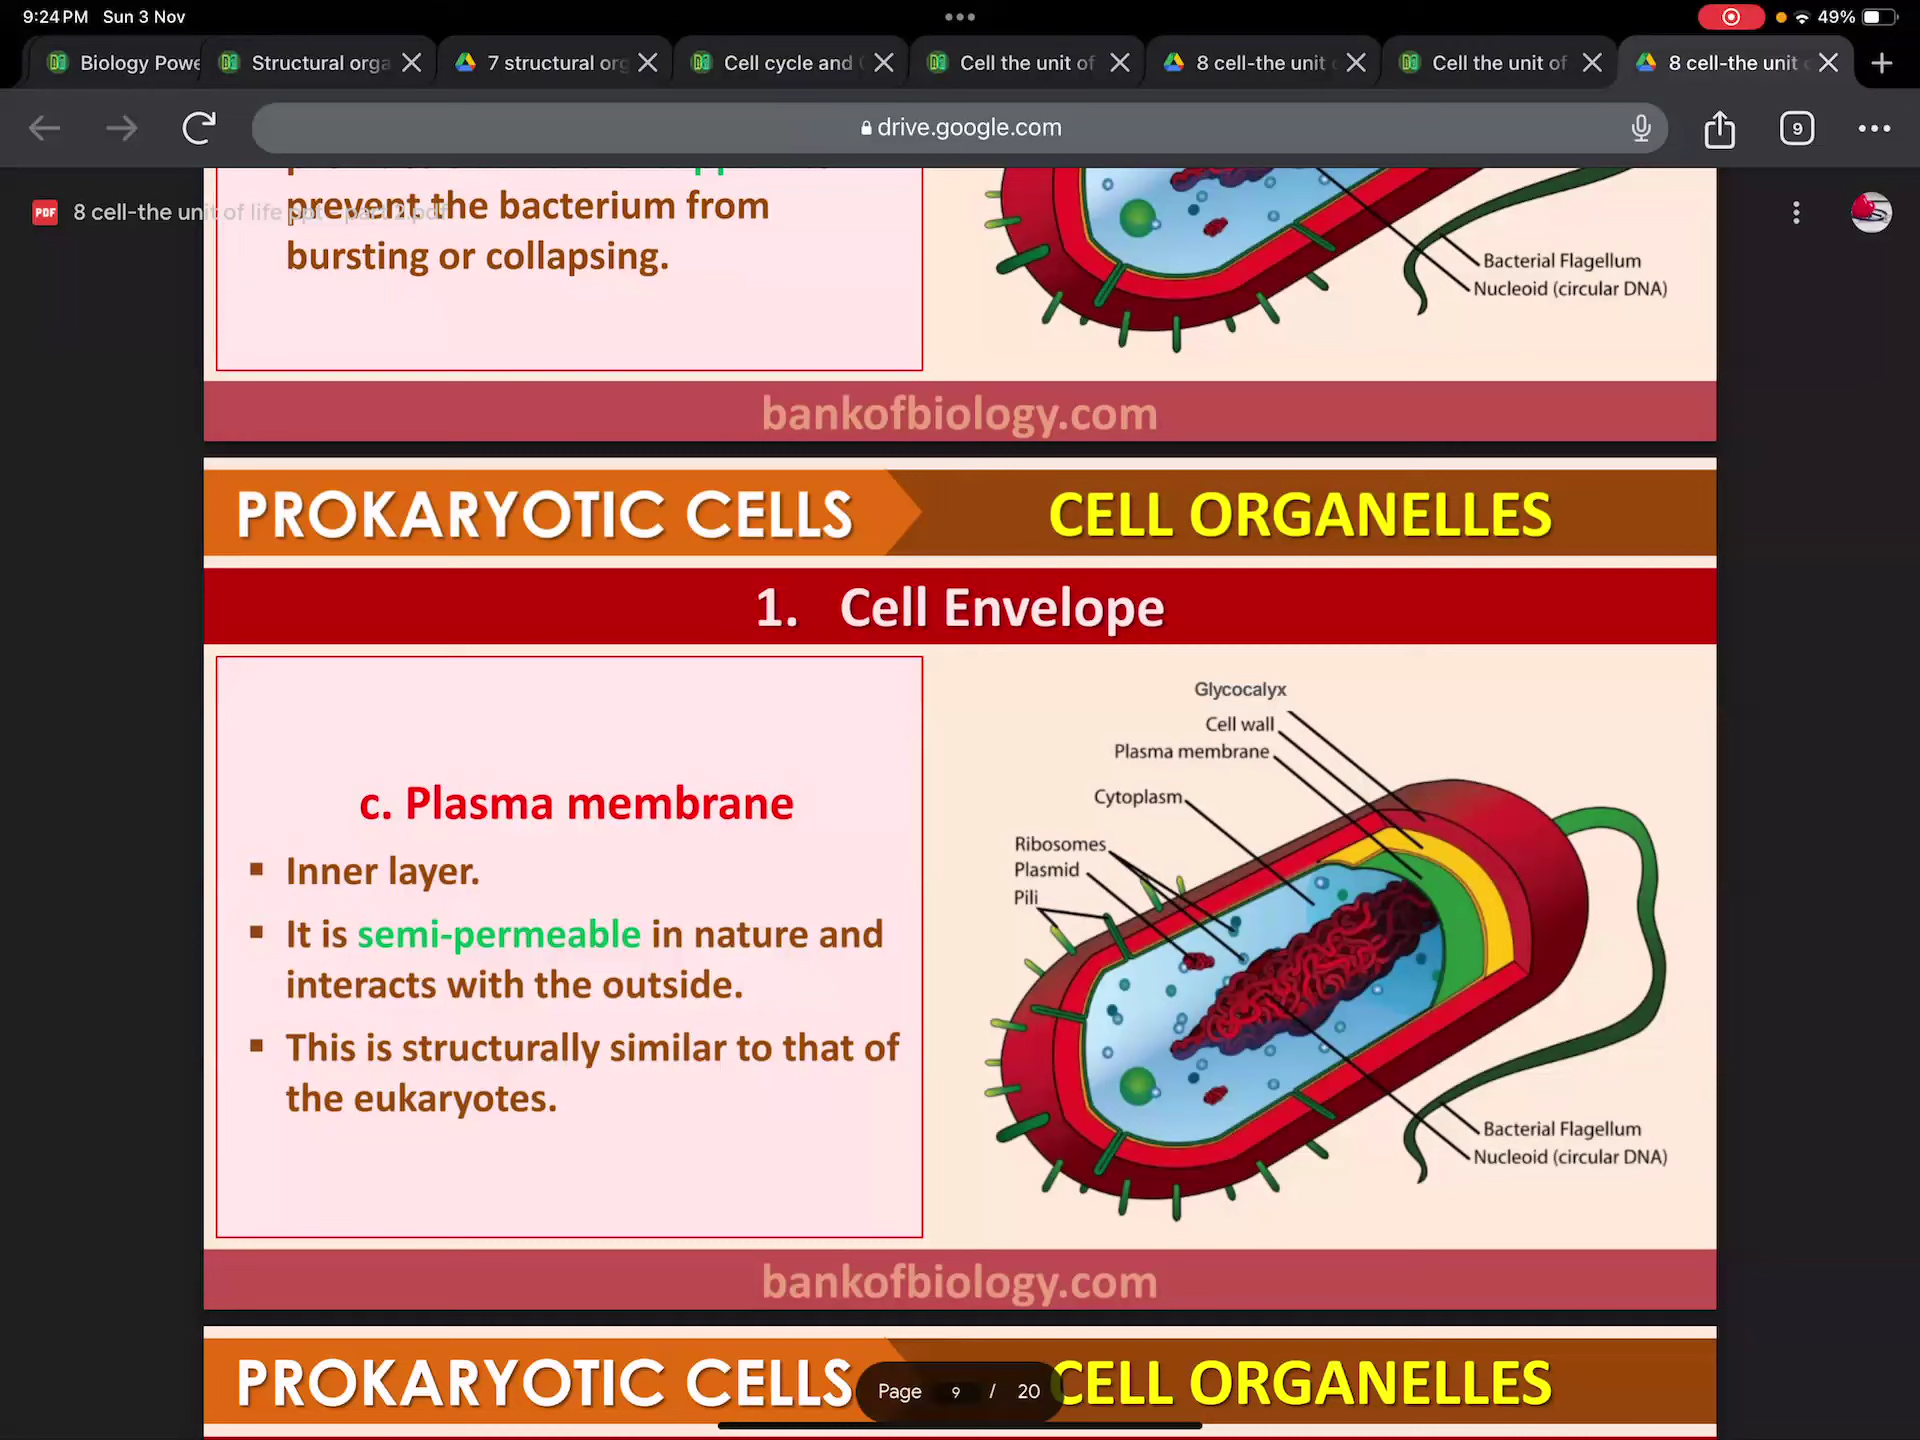 9:24 PM Sun 3 Nov
49%
Biology Powe
Structural orga
7 structural org
Cell cycle and
Cell the unit of
8 cell-the unit
Cell the unit of
8 cell-the unit
drive.google.com
9
PDF 8 cell-the unit of life ppt - part 2.pdf
prevent the bacterium from
bursting or collapsing.
Bacterial Flagellum
Nucleoid (circular DNA)
bankofbiology.com
PROKARYOTIC CELLS
CELL ORGANELLES
1. Cell Envelope
c. Plasma membrane
▪ Inner layer.
▪ It is semi-permeable in nature and
interacts with the outside.
▪ This is structurally similar to that of
the eukaryotes.
Glycocalyx
Cell wall
Plasma membrane
Cytoplasm
Ribosomes
Plasmid
Pili
Bacterial Flagellum
Nucleoid (circular DNA)
bankofbiology.com
PROKARYOTIC CELLS
CELL ORGANELLES
Page 9 / 20